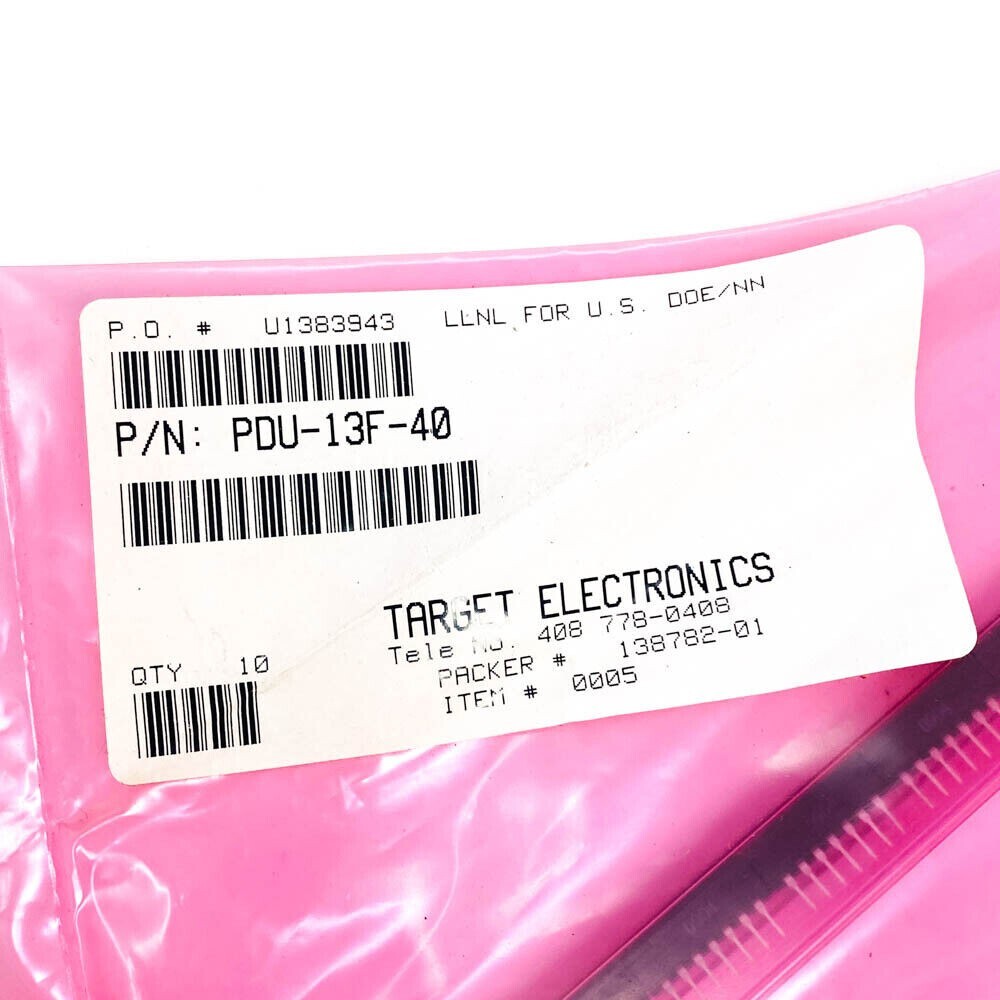 P.O. # U1383943 LLNL FOR U.S. DOE/NN
P/N: PDU-13F-40
TARGET ELECTRONICS
Tele No. 408 778-0408
PACKER # 138782-01
QTY 10
ITEM # 0005